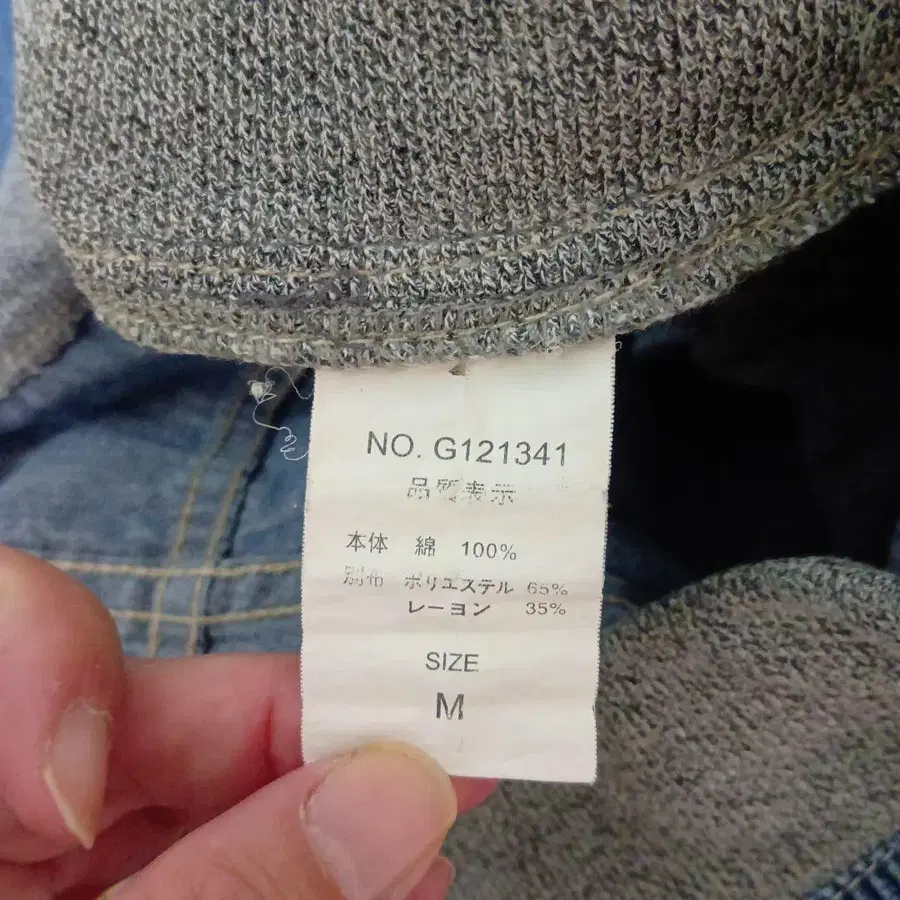 NO. G121341
品質表示
本体 綿 100%
別布 ポリエステル 65%
レーヨン 35%
SIZE
M